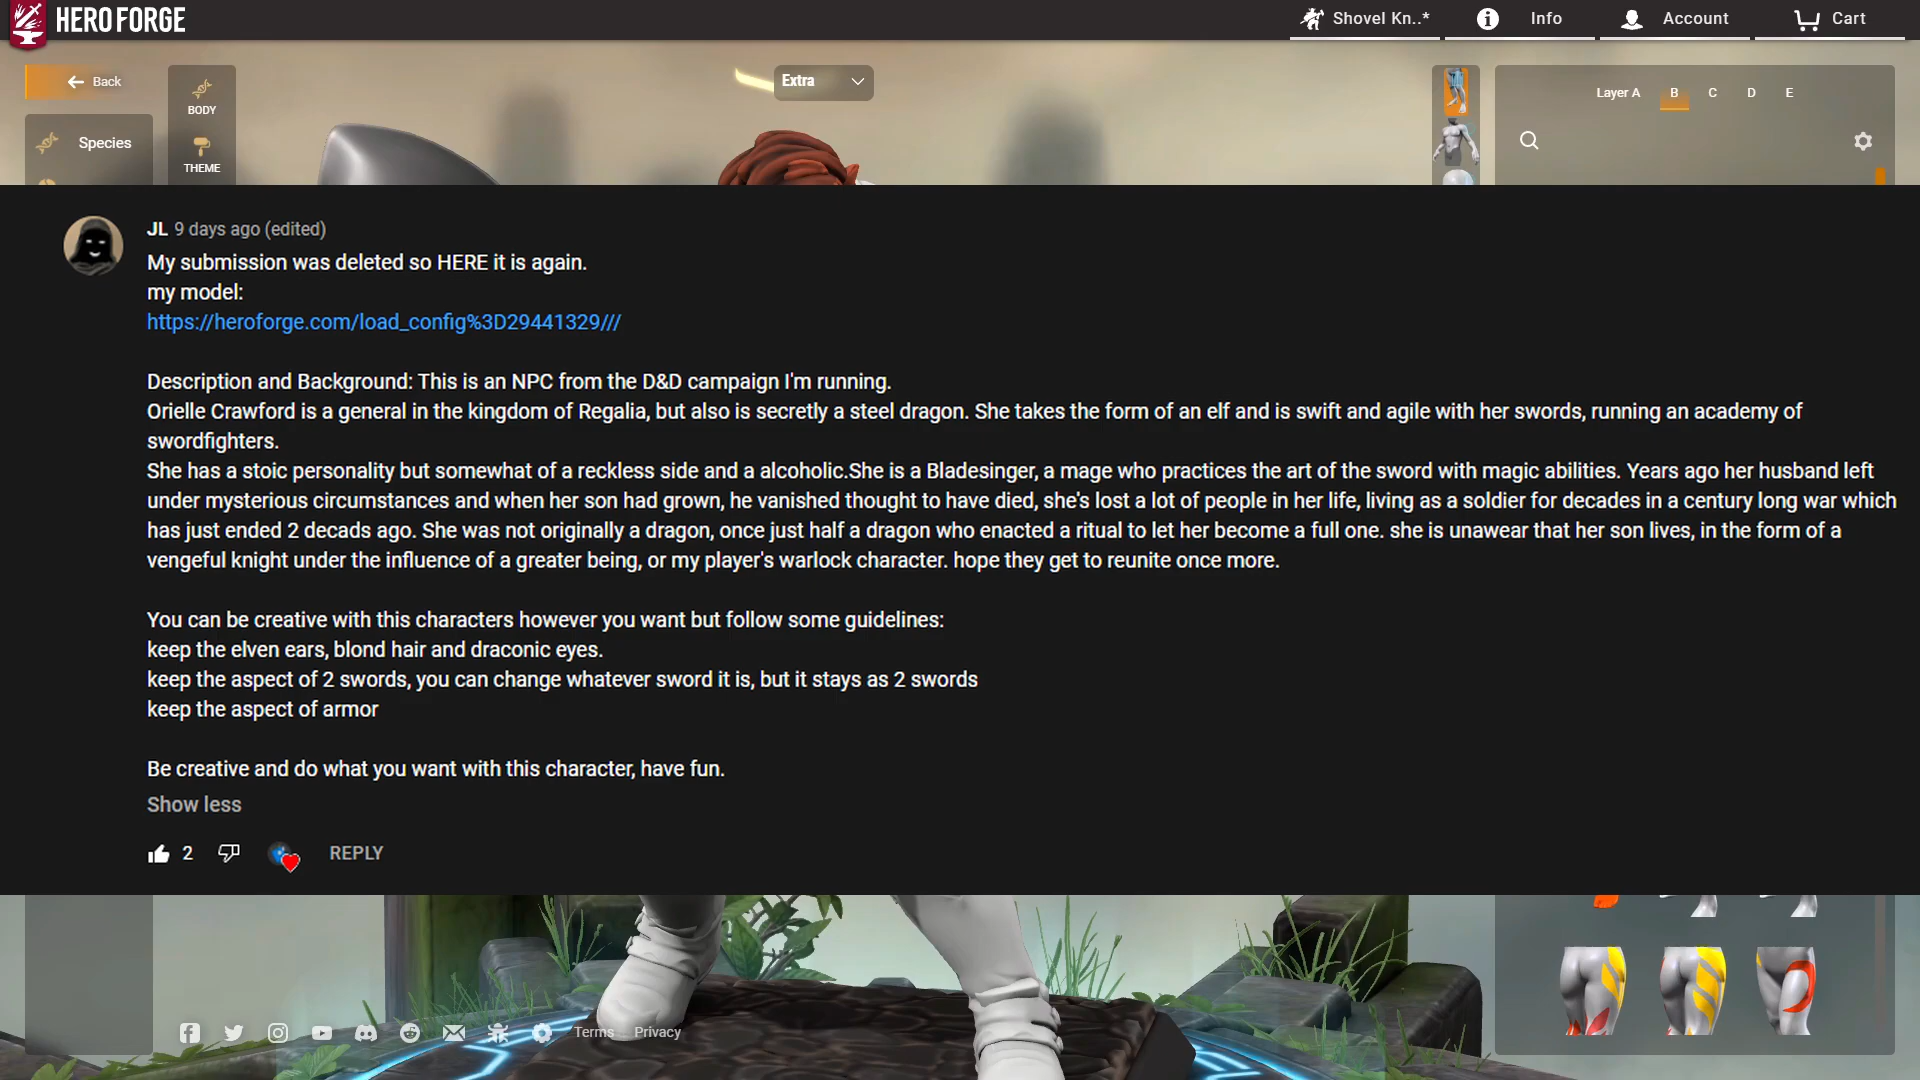 HERO FORGE
Shovel Kn..*
Info
Account
Cart
Back
BODY
Extra
Layer A B C D E
Species
THEME
JL 9 days ago (edited)
My submission was deleted so HERE it is again.
my model:
https://heroforge.com/load_config%3D29441329///
Description and Background: This is an NPC from the D&D campaign I'm running.
Orielle Crawford is a general in the kingdom of Regalia, but also is secretly a steel dragon. She takes the form of an elf and is swift and agile with her swords, running an academy of
swordfighters.
She has a stoic personality but somewhat of a reckless side and a alcoholic.She is a Bladesinger, a mage who practices the art of the sword with magic abilities. Years ago her husband left
under mysterious circumstances and when her son had grown, he vanished thought to have died, she's lost a lot of people in her life, living as a soldier for decades in a century long war which
has just ended 2 decads ago. She was not originally a dragon, once just half a dragon who enacted a ritual to let her become a full one. she is unawear that her son lives, in the form of a
vengeful knight under the influence of a greater being, or my player's warlock character. hope they get to reunite once more.
You can be creative with this characters however you want but follow some guidelines:
keep the elven ears, blond hair and draconic eyes.
keep the aspect of 2 swords, you can change whatever sword it is, but it stays as 2 swords
keep the aspect of armor
Be creative and do what you want with this character, have fun.
Show less
2
REPLY
Terms
Privacy